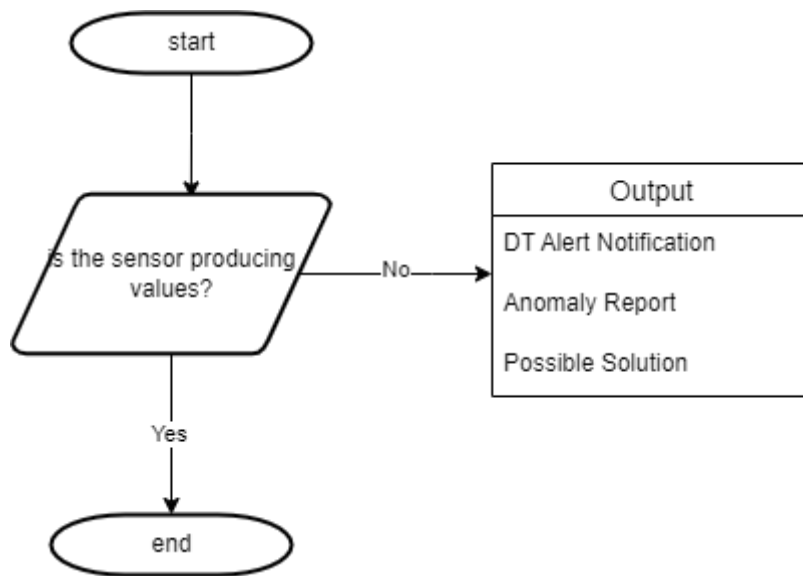 start
is the sensor producing
values?
No
Output
DT Alert Notification
Anomaly Report
Possible Solution
Yes
end